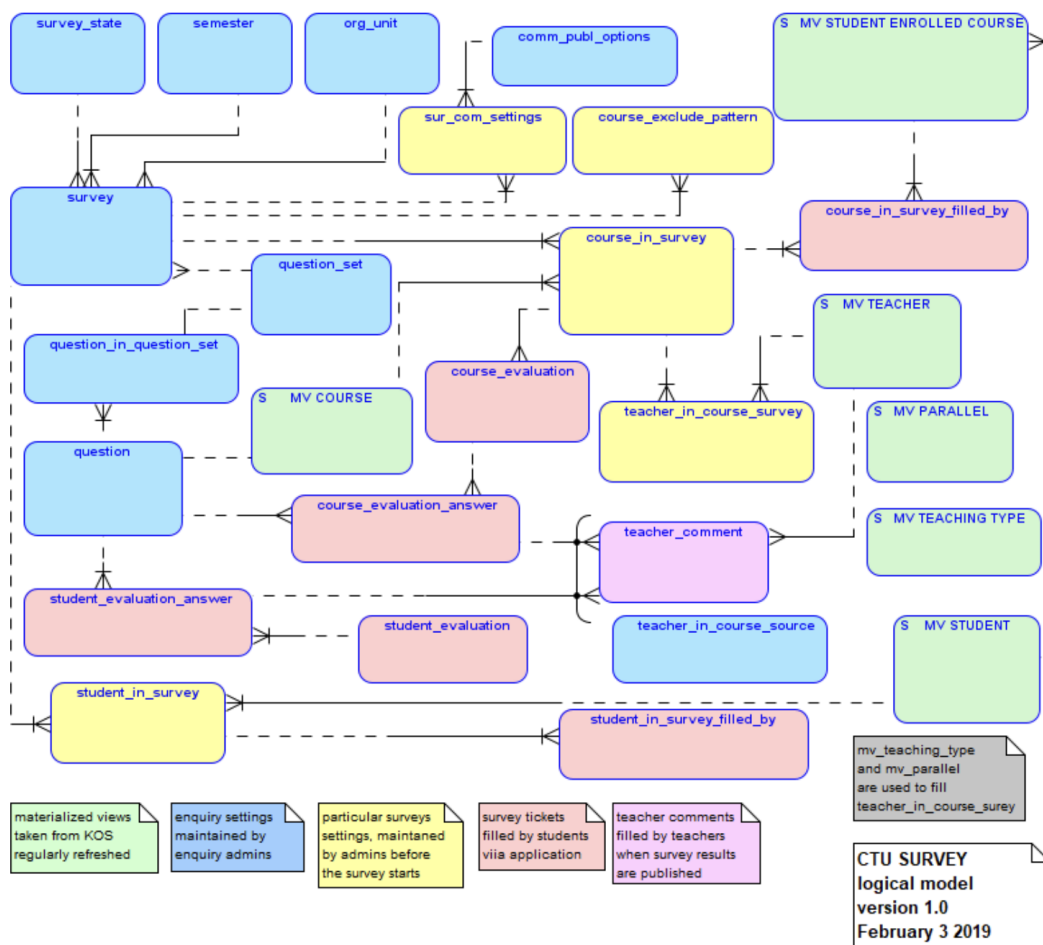 survey_state
semester
org_unit
comm_publ_options
S MV STUDENT ENROLLED COURSE
sur_com_settings
course_exclude_pattern
survey
course_in_survey_filled_by
course_in_survey
question_set
S MV TEACHER
question_in_question_set
course_evaluation
S MV COURSE
teacher_in_course_survey
S MV PARALLEL
question
course_evaluation_answer
teacher_comment
S MV TEACHING TYPE
student_evaluation_answer
student_evaluation
teacher_in_course_source
S MV STUDENT
student_in_survey
student_in_survey_filled_by
mv_teaching_type
and mv_parallel
are used to fill
teacher_in_course_surey
materialized views
taken from KOS
regularly refreshed
enquiry settings
maintained by
enquiry admins
particular surveys
settings, maintaned
by admins before
the survey starts
survey tickets
filled by students
viia application
teacher comments
filled by teachers
when survey results
are published
CTU SURVEY
logical model
version 1.0
February 3 2019